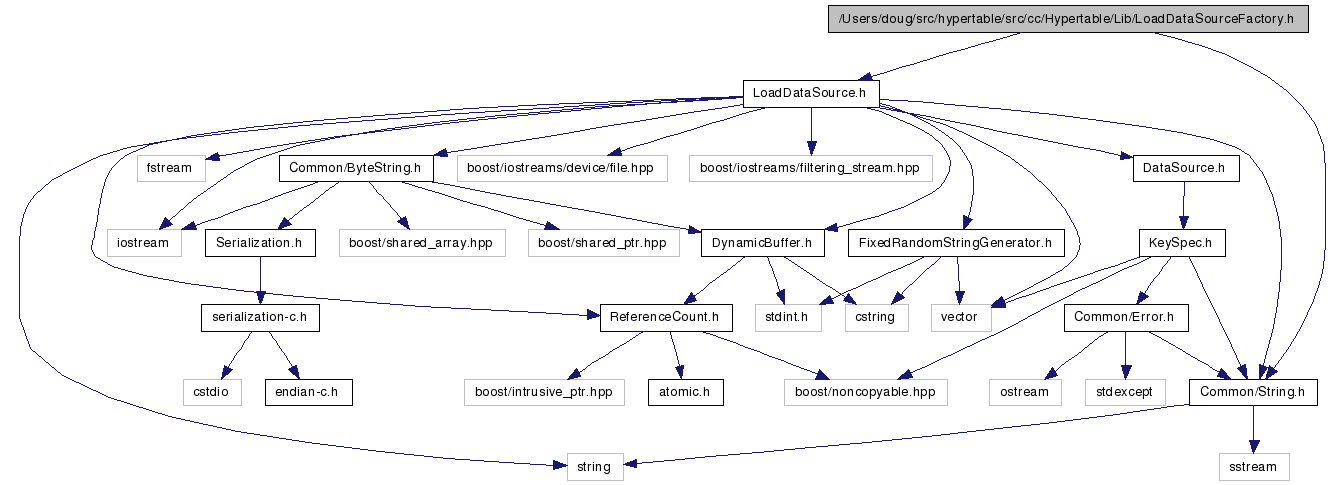 /Users/doug/src/hypertable/src/cc/Hypertable/Lib/LoadDataSourceFactory.h
LoadDataSource.h
fstream
Common/ByteString.h
boost/iostreams/device/file.hpp
boost/iostreams/filtering_stream.hpp
DataSource.h
iostream
Serialization.h
boost/shared_array.hpp
boost/shared_ptr.hpp
DynamicBuffer.h
FixedRandomStringGenerator.h
KeySpec.h
serialization-c.h
ReferenceCount.h
stdint.h
cstring
vector
Common/Error.h
cstdio
endian-c.h
boost/intrusive_ptr.hpp
atomic.h
boost/noncopyable.hpp
ostream
stdexcept
Common/String.h
string
sstream